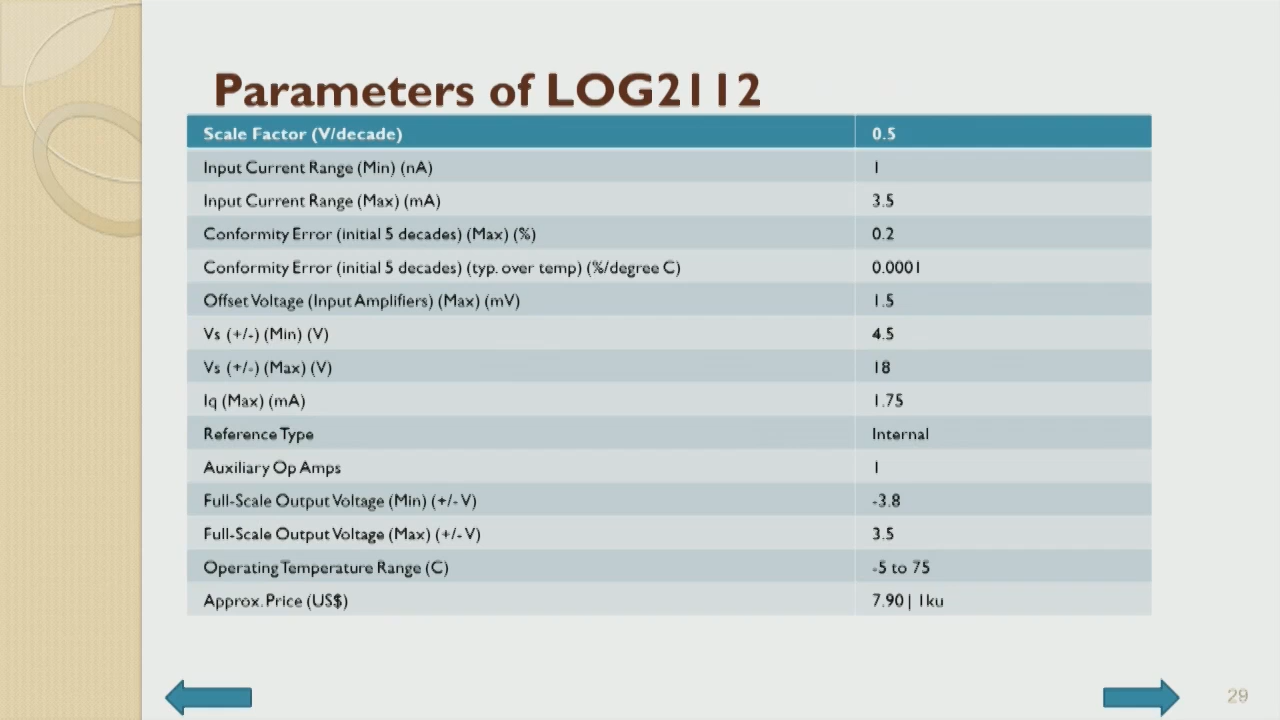 Parameters of LOG2112
Scale Factor (V/decade) 0.5
Input Current Range (Min) (nA) 1
Input Current Range (Max) (mA) 3.5
Conformity Error (initial 5 decades) (Max) (%) 0.2
Conformity Error (initial 5 decades) (typ. over temp) (%/degree C) 0.0001
Offset Voltage (Input Amplifiers) (Max) (mV) 1.5
Vs (+/-) (Min) (V) 4.5
Vs (+/-) (Max) (V) 18
Iq (Max) (mA) 1.75
Reference Type Internal
Auxiliary Op Amps 1
Full-Scale Output Voltage (Min) (+/- V) -3.8
Full-Scale Output Voltage (Max) (+/- V) 3.5
Operating Temperature Range (C) -5 to 75
Approx. Price (US$) 7.90 | 1ku
29